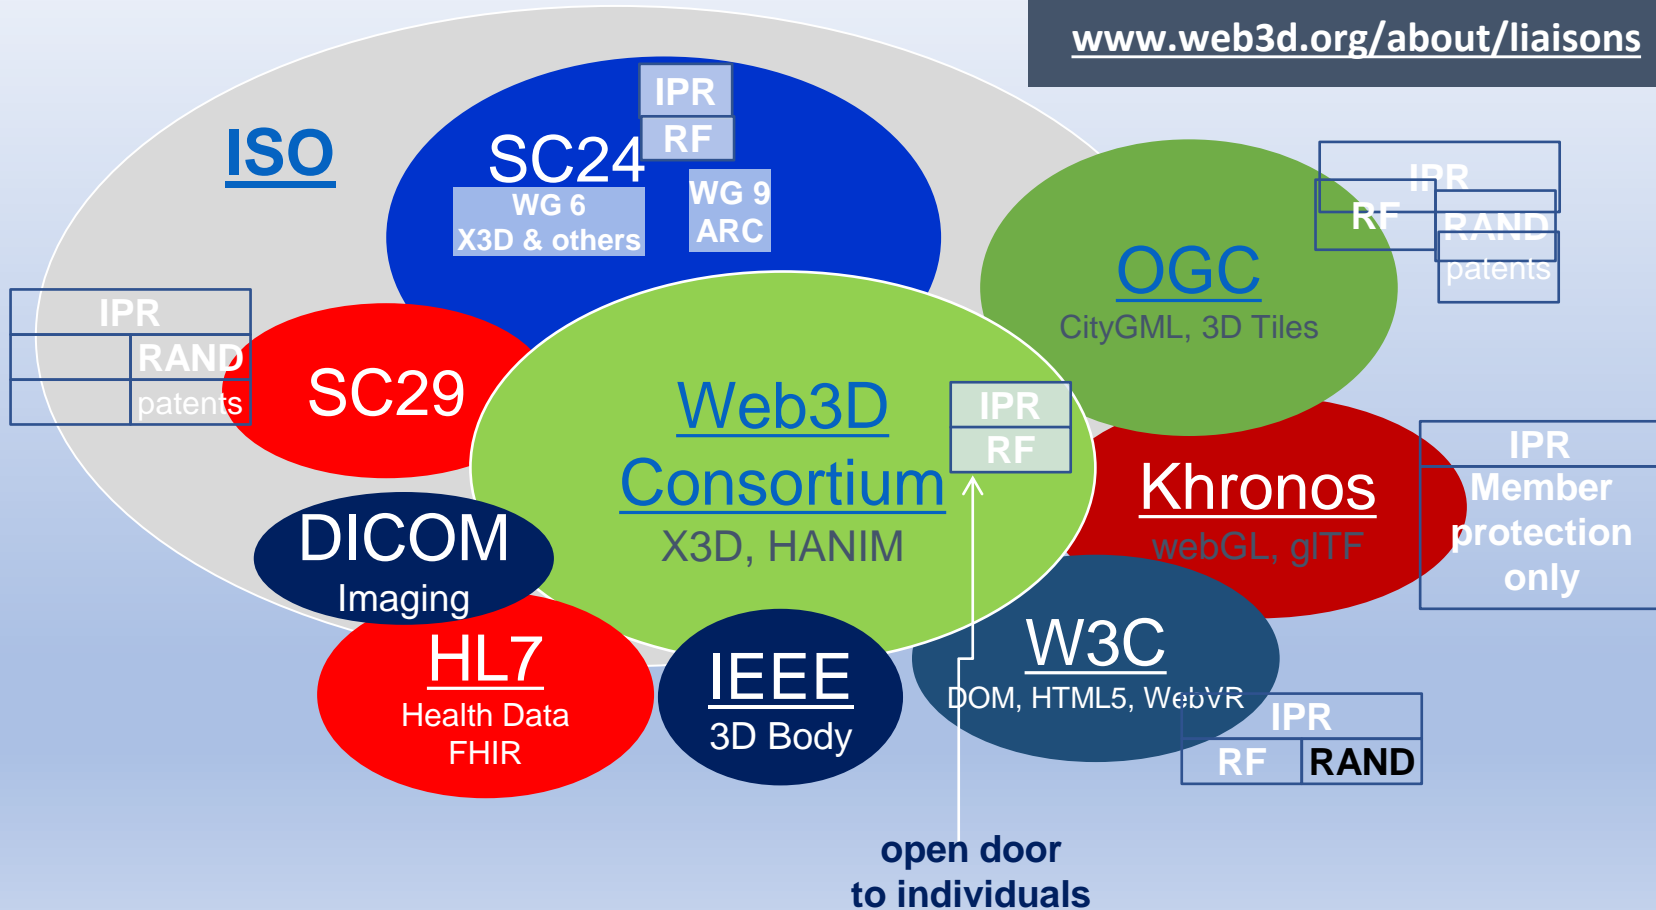 www.web3d.org/about/liaisons
ISO
SC24
IPR
RF
WG 6
X3D & others
WG 9
ARC
OGC
CityGML, 3D Tiles
IPR
RF
RAND
patents
IPR
RAND
patents
SC29
Web3D
Consortium
X3D, HANIM
IPR
RF
Khronos
webGL, glTF
IPR
Member
protection
only
DICOM
Imaging
HL7
Health Data
FHIR
IEEE
3D Body
W3C
DOM, HTML5, WebVR
IPR
RF RAND
open door
to individuals